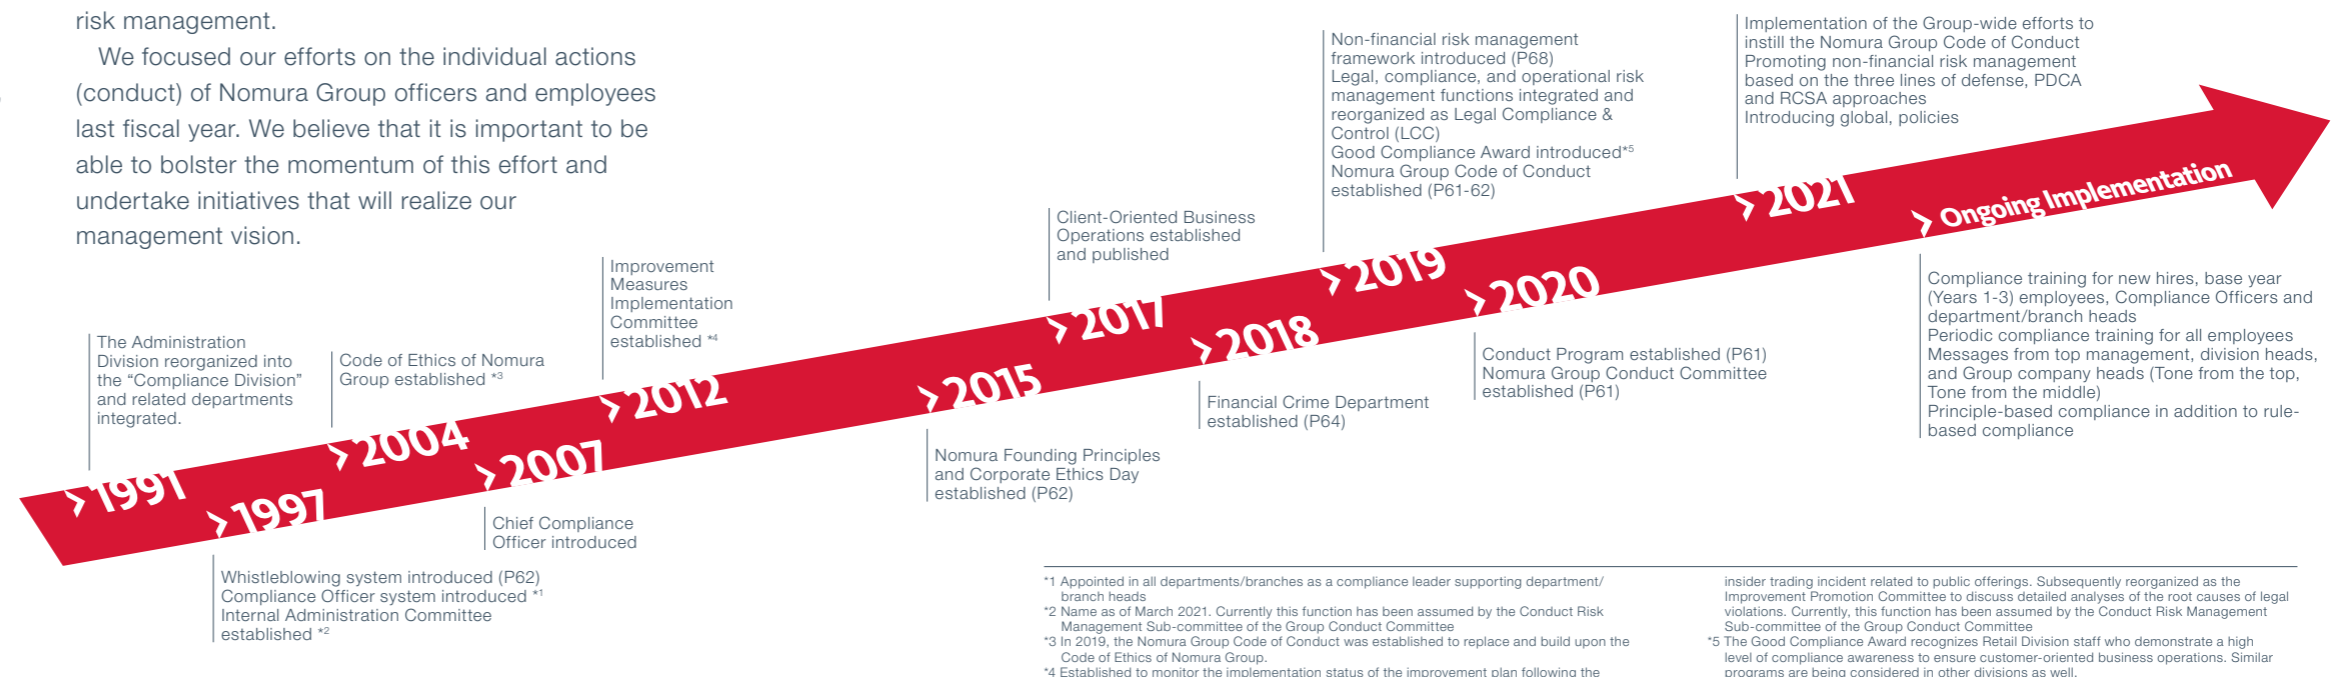 risk management.
We focused our efforts on the individual actions
(conduct) of Nomura Group officers and employees
last fiscal year. We believe that it is important to be
able to bolster the momentum of this effort and
undertake initiatives that will realize our
management vision.
> 1991
The Administration
Division reorganized into
the “Compliance Division”
and related departments
integrated.
> 1997
Whistleblowing system introduced (P62)
Compliance Officer system introduced *1
Internal Administration Committee
established *2
> 2004
Code of Ethics of Nomura
Group established *3
> 2007
Chief Compliance
Officer introduced
> 2012
Improvement
Measures
Implementation
Committee
established *4
> 2015
Nomura Founding Principles
and Corporate Ethics Day
established (P62)
> 2017
Client-Oriented Business
Operations established
and published
> 2018
Financial Crime Department
established (P64)
> 2019
Non-financial risk management
framework introduced (P68)
Legal, compliance, and operational risk
management functions integrated and
reorganized as Legal Compliance &
Control (LCC)
Good Compliance Award introduced*5
Nomura Group Code of Conduct
established (P61-62)
> 2020
Conduct Program established (P61)
Nomura Group Conduct Committee
established (P61)
> 2021
Implementation of the Group-wide efforts to
instill the Nomura Group Code of Conduct
Promoting non-financial risk management
based on the three lines of defense, PDCA
and RCSA approaches
Introducing global, policies
> Ongoing Implementation
Compliance training for new hires, base year
(Years 1-3) employees, Compliance Officers and
department/branch heads
Periodic compliance training for all employees
Messages from top management, division heads,
and Group company heads (Tone from the top,
Tone from the middle)
Principle-based compliance in addition to rule-
based compliance
*1 Appointed in all departments/branches as a compliance leader supporting department/
branch heads
*2 Name as of March 2021. Currently this function has been assumed by the Conduct Risk
Management Sub-committee of the Group Conduct Committee
*3 In 2019, the Nomura Group Code of Conduct was established to replace and build upon the
Code of Ethics of Nomura Group.
*4 Established to monitor the implementation status of the improvement plan following the
insider trading incident related to public offerings. Subsequently reorganized as the
Improvement Promotion Committee to discuss detailed analyses of the root causes of legal
violations. Currently, this function has been assumed by the Conduct Risk Management
Sub-committee of the Group Conduct Committee
*5 The Good Compliance Award recognizes Retail Division staff who demonstrate a high
level of compliance awareness to ensure customer-oriented business operations. Similar
programs are being considered in other divisions as well.